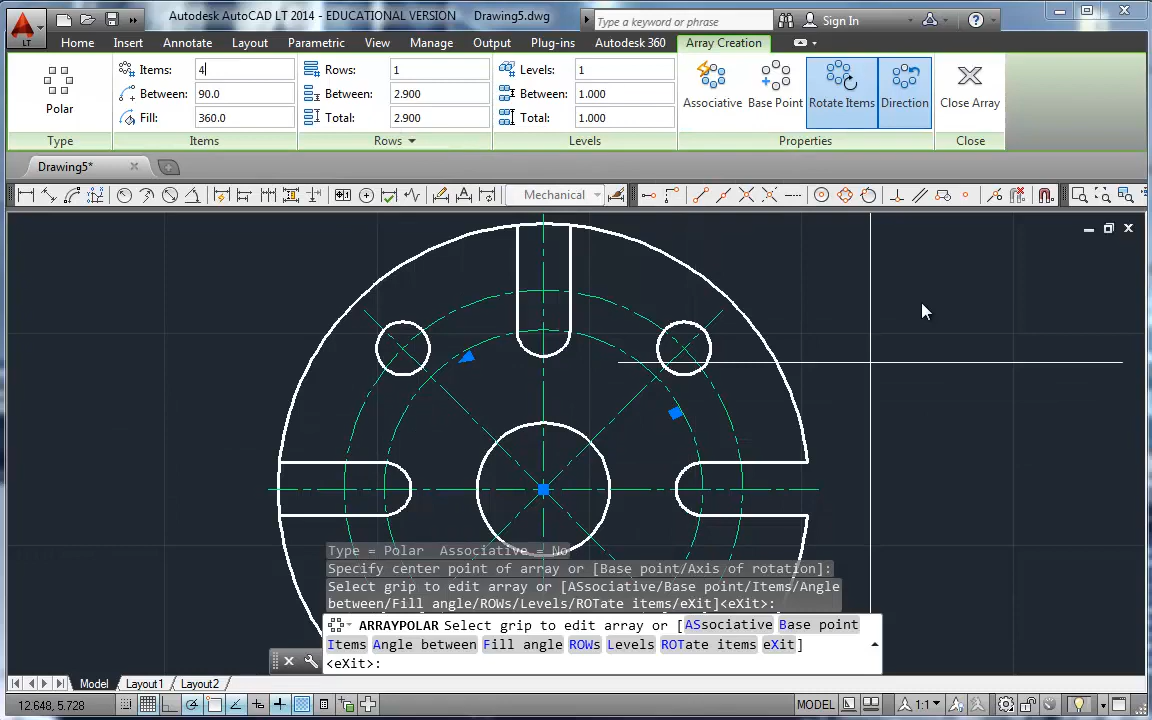 Autodesk AutoCAD LT 2014 - EDUCATIONAL VERSION Drawing5.dwg Type a keyword or phrase Sign In
LT Home Insert Annotate Layout Parametric View Manage Output Plug-ins Autodesk 360 Array Creation
Items: 4 Rows: 1 Levels: 1
Between: 90.0 Between: 2.900 Between: 1.000
Polar Associative Base Point Rotate Items Direction Close Array
Fill: 360.0 Total: 2.900 Total: 1.000
Type Items Rows Levels Properties Close
Drawing5*
Mechanical
Type = Polar Associative = No
Specify center point of array or [Base point/Axis of rotation]:
Select grip to edit array or [ASsociative/Base point/Items/Angle
between/Fill angle/ROWs/Levels/ROTate items/eXit]<eXit>:
ARRAYPOLAR Select grip to edit array or [ASsociative Base point
Items Angle between Fill angle ROWs Levels ROTate items eXit]
<eXit>:
Model Layout1 Layout2
12.648, 5.728 MODEL 1:1